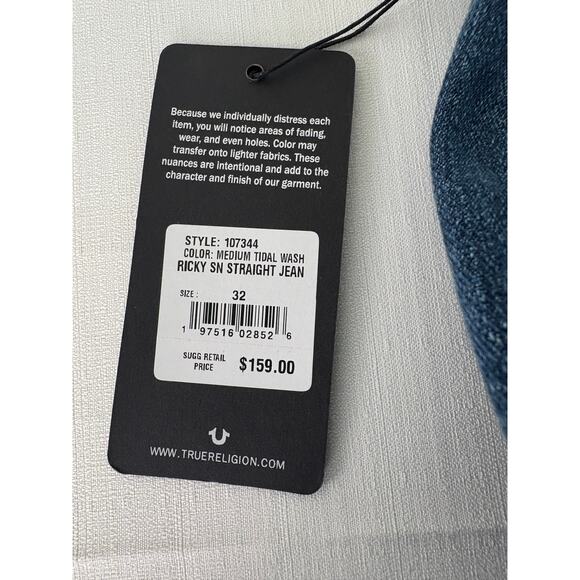 Because we individually distress each
item, you will notice areas of fading,
wear, and even holes. Color may
transfer onto lighter fabrics. These
nuances are intentional and add to the
character and finish of our garment.
STYLE: 107344
COLOR: MEDIUM TIDAL WASH
RICKY SN STRAIGHT JEAN
SIZE : 32
1 97516 02852 6
SUGG RETAIL
PRICE $159.00
WWW.TRUERELIGION.COM